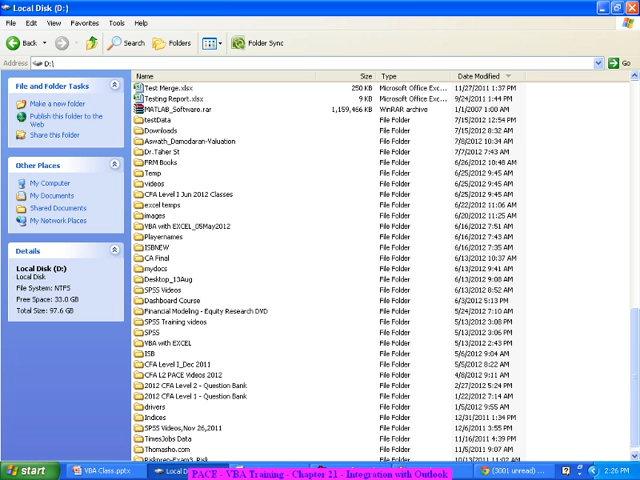 Local Disk (D:)
File Edit View Favorites Tools Help
Back Search Folders Folder Sync
Address D:\ Go
File and Folder Tasks
Make a new folder
Publish this folder to the
Web
Share this folder
Other Places
My Computer
My Documents
Shared Documents
My Network Places
Details
Local Disk (D:)
Local Disk
File System: NTFS
Free Space: 33.0 GB
Total Size: 97.6 GB
Name Size Type Date Modified
Test Merge.xlsx 250 KB Microsoft Office Exc... 11/27/2011 1:37 PM
Testing Report.xlsx 9 KB Microsoft Office Exc... 9/24/2011 1:44 PM
MATLAB_Software.rar 1,159,466 KB WinRAR archive 1/1/2007 1:00 AM
testData File Folder 7/15/2012 12:54 PM
Downloads File Folder 7/15/2012 8:32 AM
Aswath_Damodaran-Valuation File Folder 7/8/2012 10:34 AM
Dr.Taher St File Folder 7/7/2012 7:43 AM
FRM Books File Folder 6/26/2012 10:48 AM
Temp File Folder 6/25/2012 9:45 AM
videos File Folder 6/25/2012 9:45 AM
CFA Level I Jun 2012 Classes File Folder 6/25/2012 9:45 AM
excel temps File Folder 6/22/2012 11:06 AM
images File Folder 6/20/2012 11:25 AM
VBA with EXCEL_05May2012 File Folder 6/16/2012 7:51 AM
Playernames File Folder 6/16/2012 7:43 AM
ISBNEW File Folder 6/16/2012 7:35 AM
CA Final File Folder 6/13/2012 10:37 AM
mydocs File Folder 6/13/2012 9:41 AM
Desktop_13Aug File Folder 6/13/2012 9:08 AM
SPSS Videos File Folder 6/13/2012 8:52 AM
Dashboard Course File Folder 6/3/2012 5:13 PM
Financial Modeling - Equity Research DVD File Folder 5/24/2012 7:10 AM
SPSS Training videos File Folder 5/13/2012 3:08 PM
SPSS File Folder 5/13/2012 3:06 PM
VBA with EXCEL File Folder 5/13/2012 2:43 PM
ISB File Folder 5/6/2012 9:04 AM
CFA Level I_Dec 2011 File Folder 5/5/2012 8:22 AM
CFA L2 PACE Videos 2012 File Folder 4/8/2012 9:11 AM
2012 CFA Level 2 - Question Bank File Folder 2/27/2012 5:24 PM
2012 CFA Level 1 - Question Bank File Folder 1/22/2012 7:14 AM
drivers File Folder 1/5/2012 9:55 AM
Indices File Folder 12/31/2011 1:34 PM
SPSS Videos,Nov,26,2011 File Folder 12/6/2011 3:55 PM
TimesJobs Data File Folder 11/16/2011 4:39 PM
Thomasho.com File Folder 11/5/2011 9:07 AM
File Folder 10/13/2011 11:02 AM
start VBA Class.pptx Local (3001 unread) ... 2:26 PM
PACE - VBA Training - Chapter 21 - Integration with Outlook